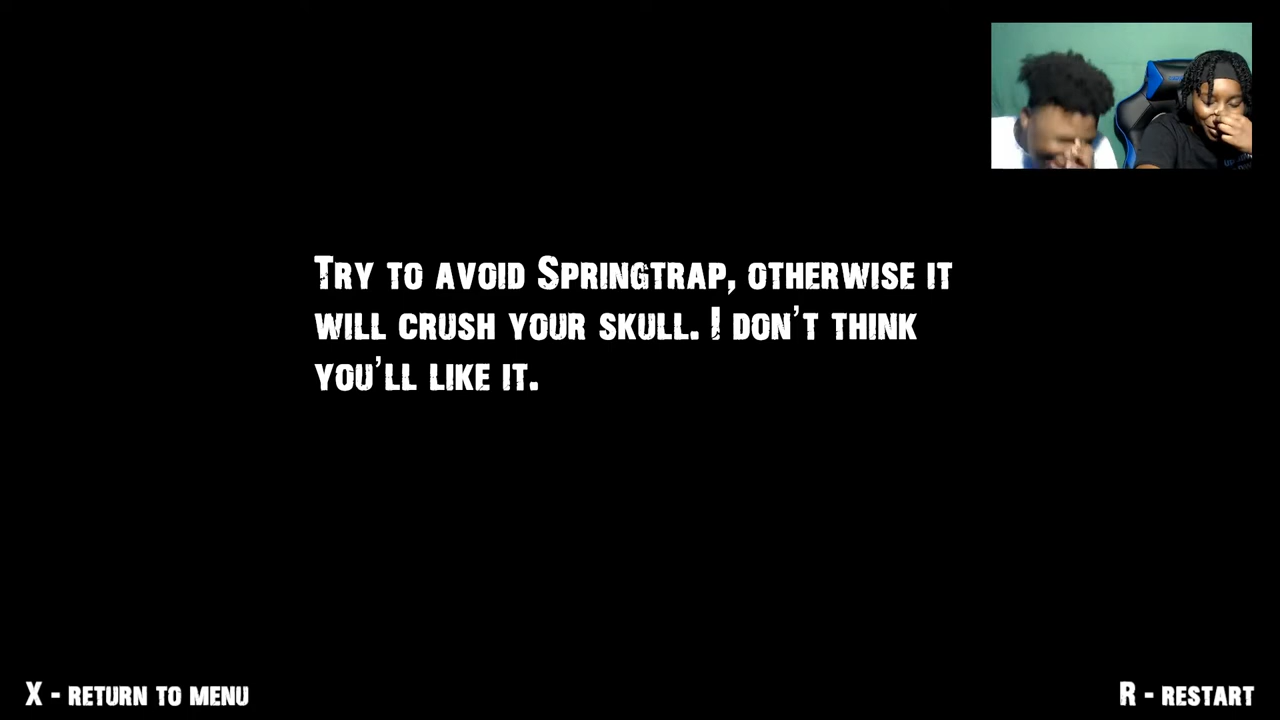 Try to avoid Springtrap, otherwise it
will crush your skull. I don't think
you'll like it.
X - return to menu
R - restart